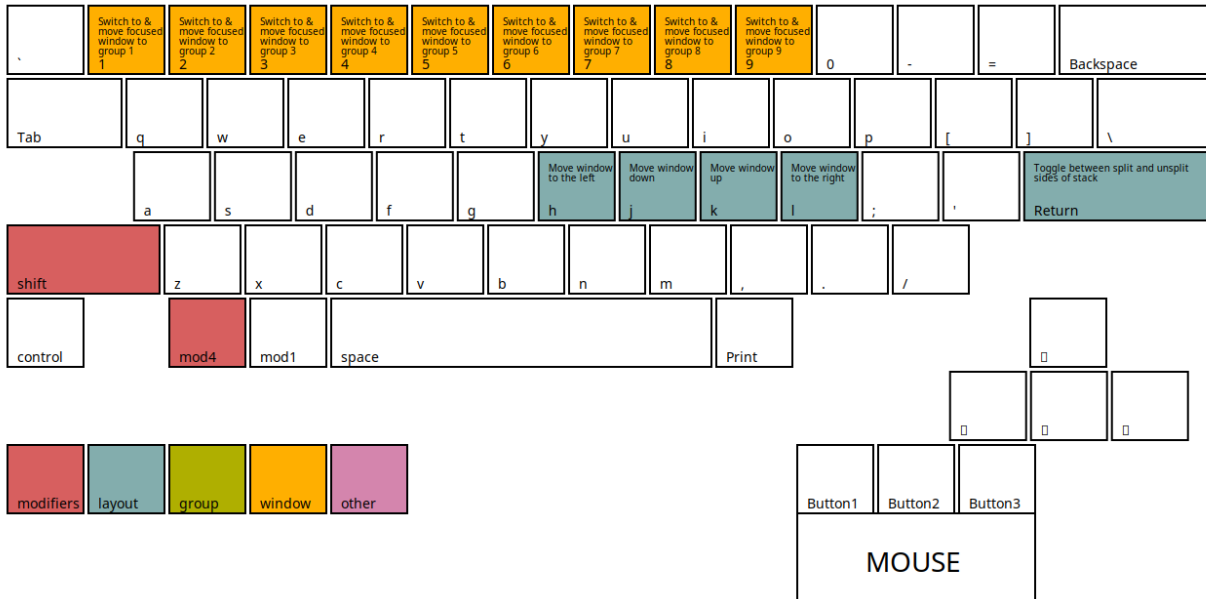 Switch to &
move focused
window to
group 1
Switch to &
move focused
window to
group 2
Switch to &
move focused
window to
group 3
Switch to &
move focused
window to
group 4
Switch to &
move focused
window to
group 5
Switch to &
move focused
window to
group 6
Switch to &
move focused
window to
group 7
Switch to &
move focused
window to
group 8
Switch to &
move focused
window to
group 9
` 1 2 3 4 5 6 7 8 9 0 - = Backspace
Tab q w e r t y u i o p [ ] \
Move window
to the left
Move window
down
Move window
up
Move window
to the right
Toggle between split and unsplit
sides of stack
a s d f g h j k l ; ' Return
shift z x c v b n m , . /
control mod4 mod1 space Print
modifiers layout group window other
Button1 Button2 Button3
MOUSE